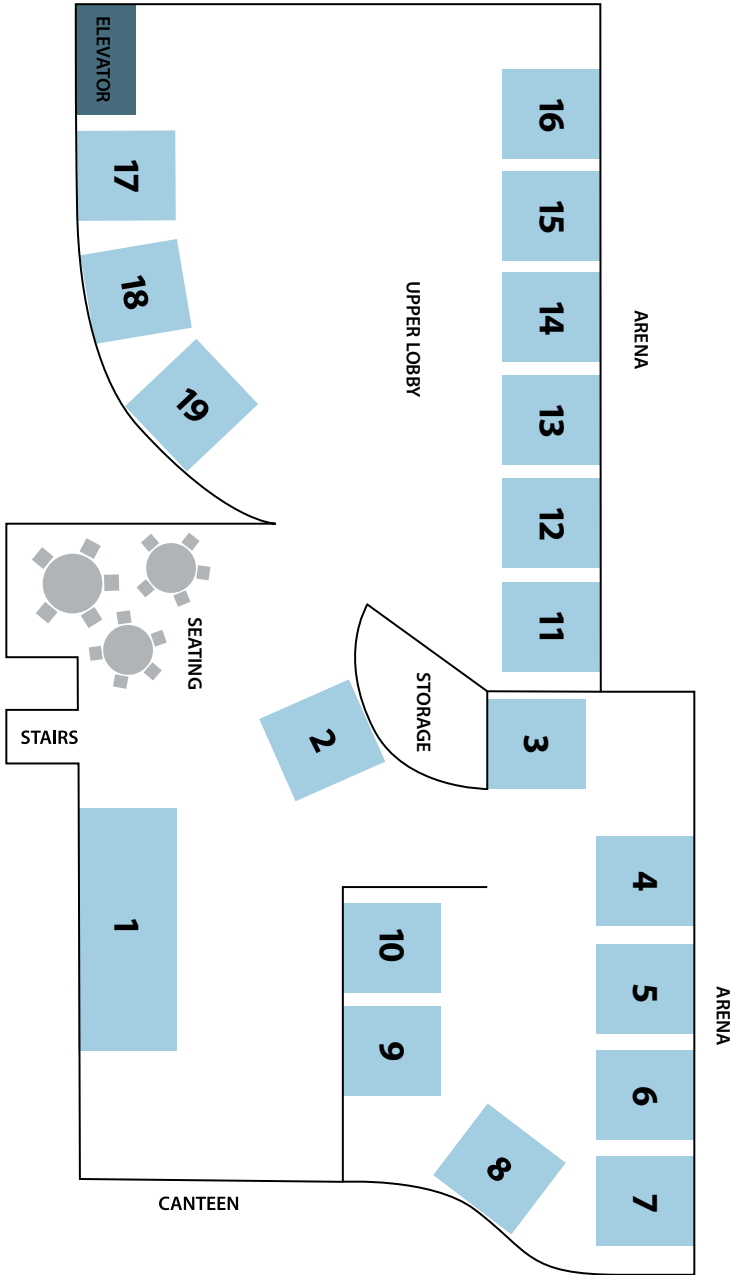 ELEVATOR
16
17
15
18
UPPER LOBBY
14
ARENA
19
13
12
11
SEATING
STORAGE
STAIRS
2
3
4
1
10
5
ARENA
9
6
8
7
CANTEEN